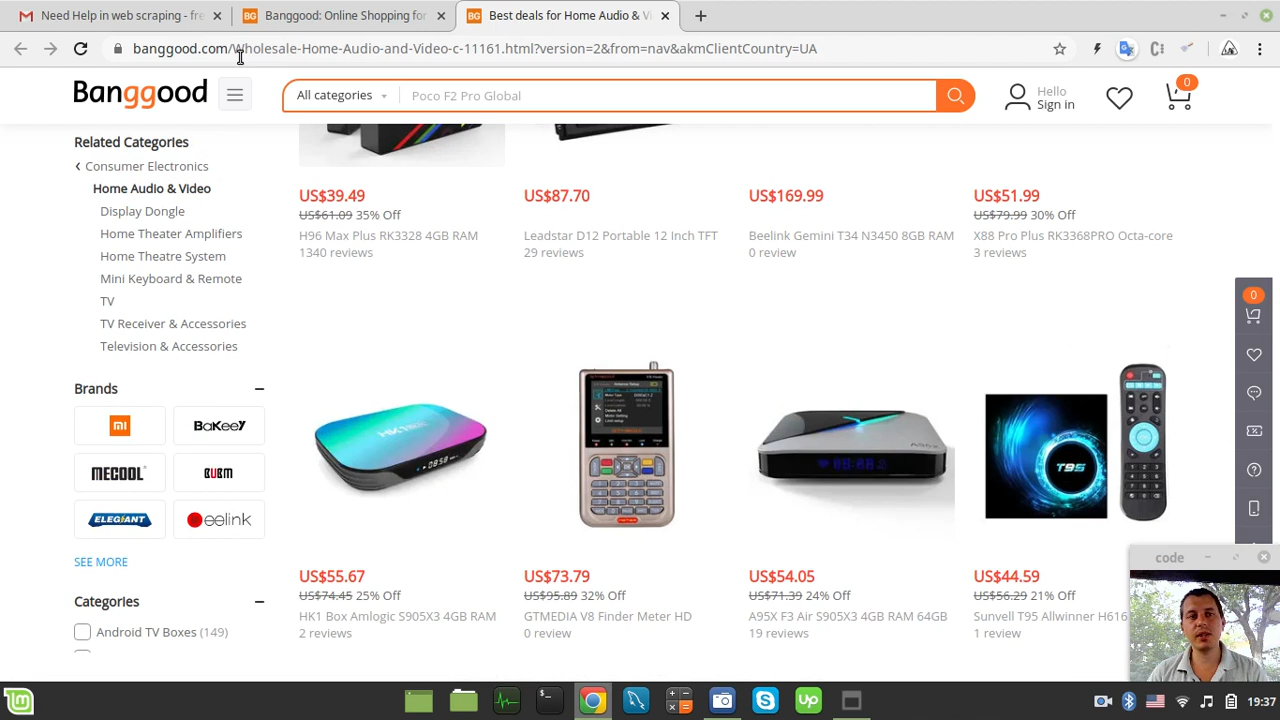 Need Help in web scraping - fre
Banggood: Online Shopping for
Best deals for Home Audio & Vi
banggood.com/Wholesale-Home-Audio-and-Video-c-11161.html?version=2&from=nav&akmClientCountry=UA
Banggood
All categories
Poco F2 Pro Global
Hello
Sign in
0
Related Categories
Consumer Electronics
Home Audio & Video
Display Dongle
Home Theater Amplifiers
Home Theatre System
Mini Keyboard & Remote
TV
TV Receiver & Accessories
Television & Accessories
Brands
BaKeeY
MECOOL
ELEGIANT
eelink
SEE MORE
Categories
Android TV Boxes (149)
US$39.49
US$61.09 35% Off
H96 Max Plus RK3328 4GB RAM
1340 reviews
US$87.70
Leadstar D12 Portable 12 Inch TFT
29 reviews
US$169.99
Beelink Gemini T34 N3450 8GB RAM
0 review
US$51.99
US$79.99 30% Off
X88 Pro Plus RK3368PRO Octa-core
3 reviews
0
T95
US$55.67
US$74.45 25% Off
HK1 Box Amlogic S905X3 4GB RAM
2 reviews
US$73.79
US$95.89 32% Off
GTMEDIA V8 Finder Meter HD
0 review
US$54.05
US$71.39 24% Off
A95X F3 Air S905X3 4GB RAM 64GB
19 reviews
US$44.59
US$56.29 21% Off
Sunvell T95 Allwinner H616
1 review
code
19:37